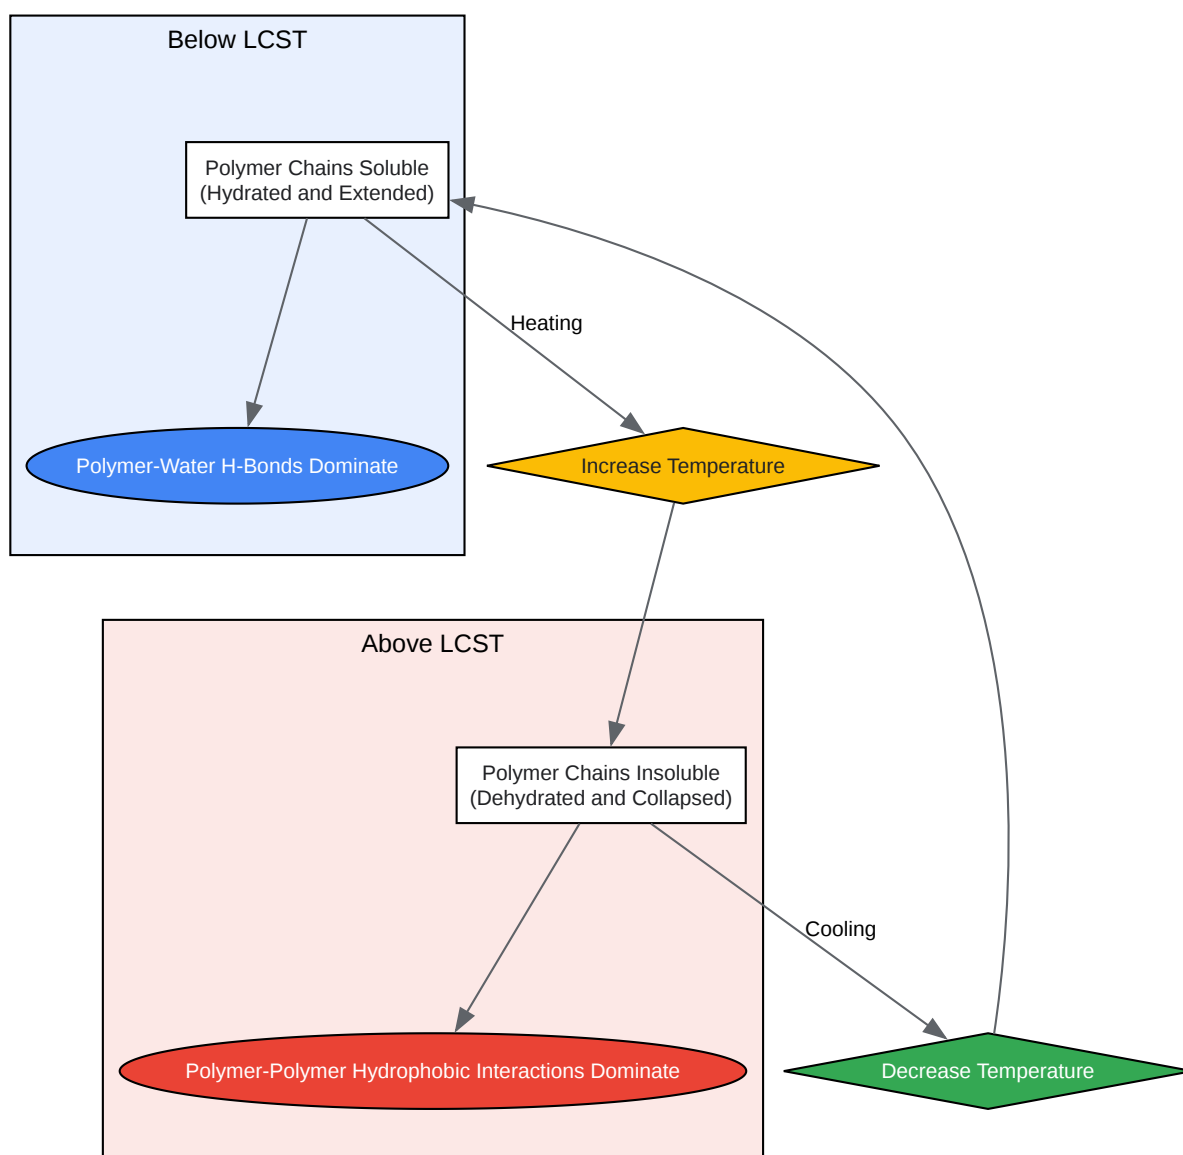 Below LCST
Polymer Chains Soluble
(Hydrated and Extended)
Heating
Polymer-Water H-Bonds Dominate
Increase Temperature
Above LCST
Polymer Chains Insoluble
(Dehydrated and Collapsed)
Cooling
Polymer-Polymer Hydrophobic Interactions Dominate
Decrease Temperature